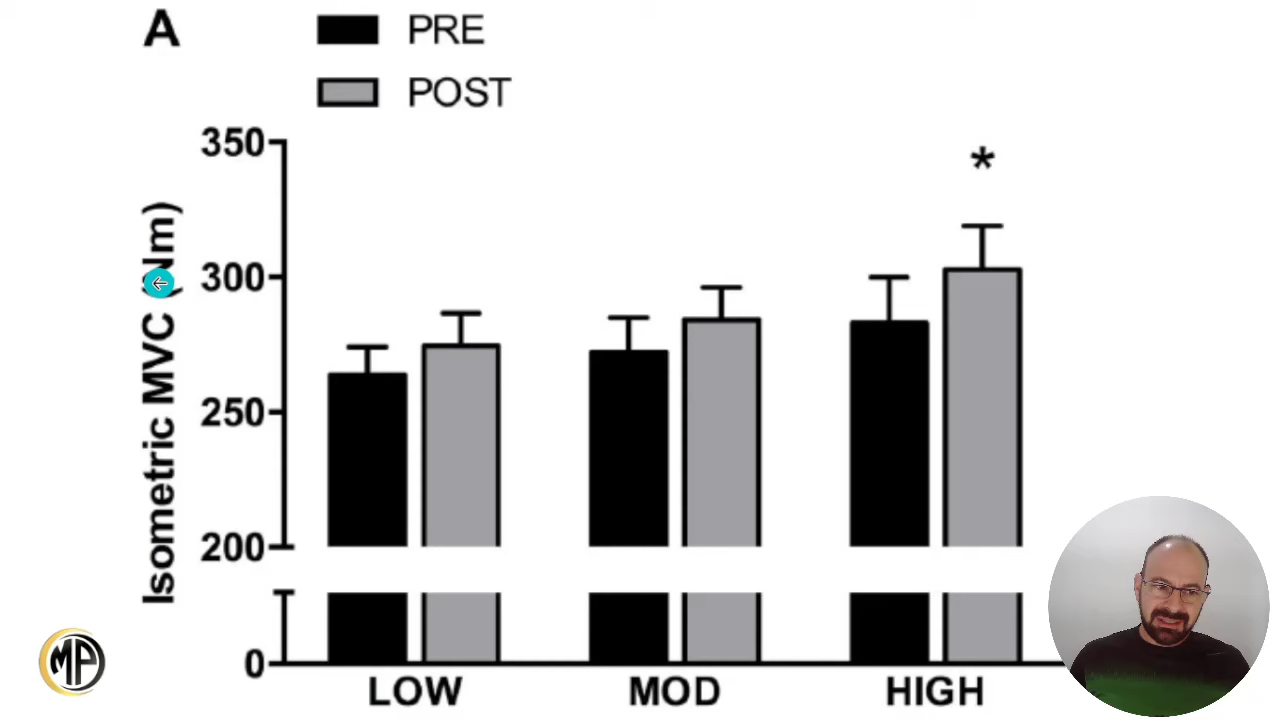 A
PRE
POST
350
*
300
250
200
0
Isometric MVC (Nm)
LOW
MOD
HIGH
MP